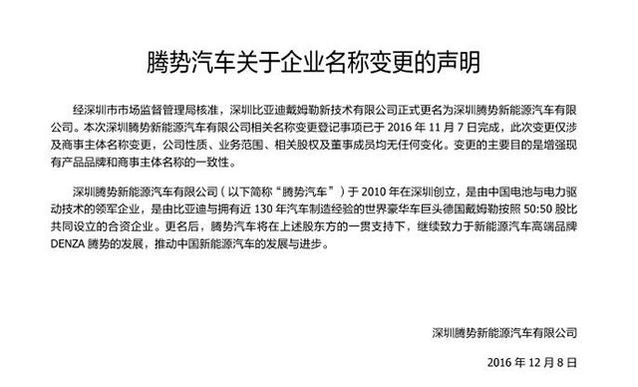 腾势汽车关于企业名称变更的声明
经深圳市市场监督管理局核准，深圳比亚迪戴姆勒新技术有限公司正式更名为深圳腾势新能源汽车有限
公司。本次深圳腾势新能源汽车有限公司相关名称变更登记事项已于 2016 年 11 月 7 日完成，此次变更仅涉
及商事主体名称变更，公司性质、业务范围、相关股权及董事成员均无任何变化。变更的主要目的是增强现
有产品品牌和商事主体名称的一致性。
深圳腾势新能源汽车有限公司（以下简称“腾势汽车”）于 2010 年在深圳创立，是由中国电池与电力驱
动技术的领军企业，是由比亚迪与拥有近 130 年汽车制造经验的世界豪华车巨头德国戴姆勒按照 50:50 股比
共同设立的合资企业。更名后，腾势汽车将在上述股东方的一贯支持下，继续致力于新能源汽车高端品牌
DENZA 腾势的发展，推动中国新能源汽车的发展与进步。
深圳腾势新能源汽车有限公司
2016 年 12 月 8 日